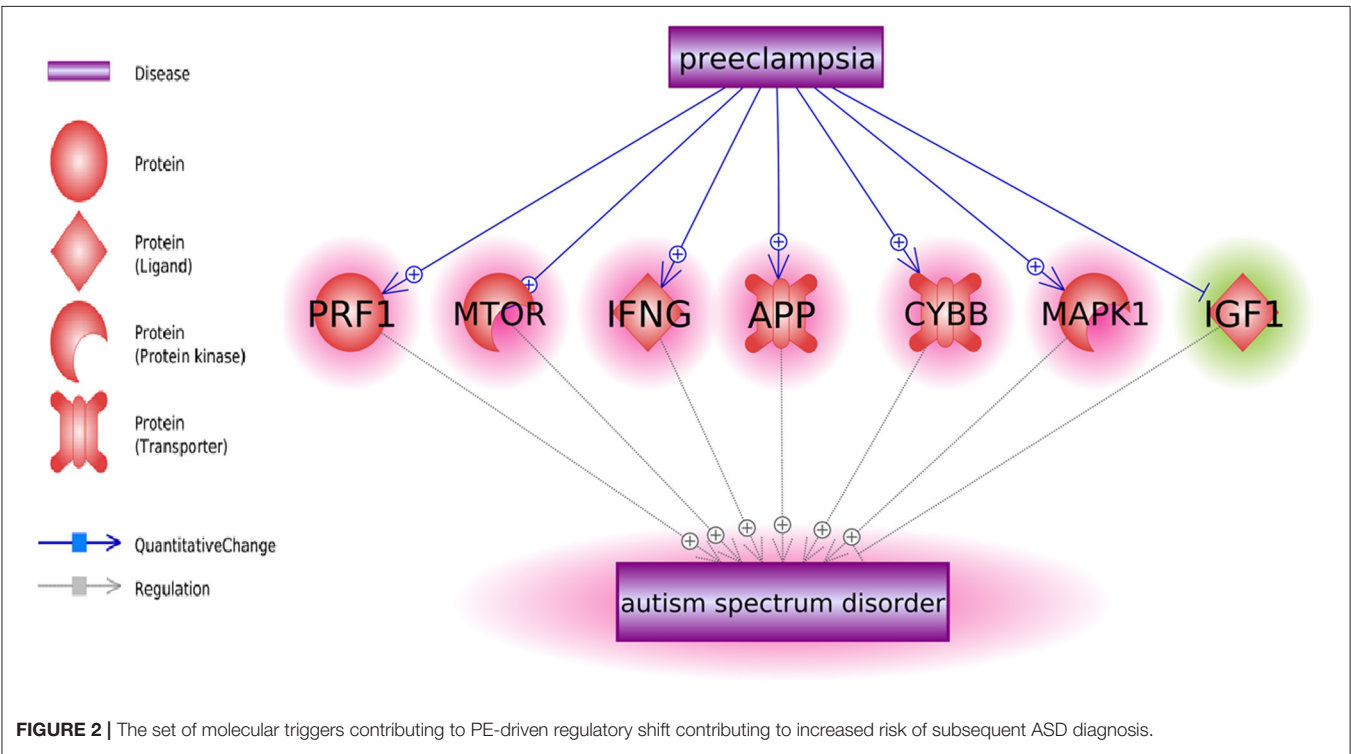 preeclampsia
Disease
Protein
Protein
(Ligand)
Protein
(Protein kinase)
Protein
(Transporter)
QuantitativeChange
Regulation
PRF1
MTOR
IFNG
APP
CYBB
MAPK1
IGF1
autism spectrum disorder
FIGURE 2 | The set of molecular triggers contributing to PE-driven regulatory shift contributing to increased risk of subsequent ASD diagnosis.